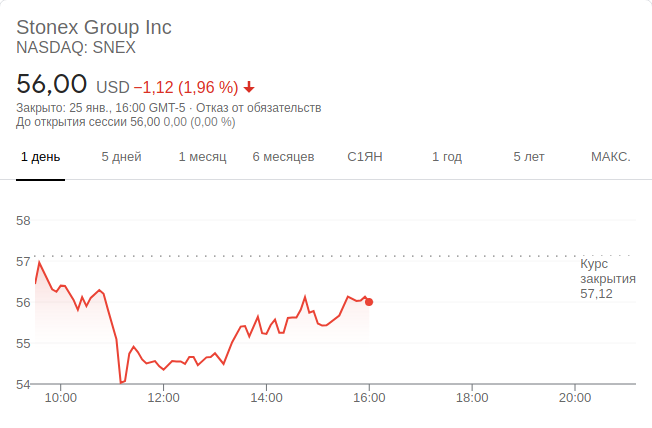 Stonex Group Inc
NASDAQ: SNEX
56,00 USD −1,12 (1,96 %)
Закрыто: 25 янв., 16:00 GMT-5 · Отказ от обязательств
До открытия сессии 56,00 0,00 (0,00 %)
1 день 5 дней 1 месяц 6 месяцев С1ЯН 1 год 5 лет МАКС.
58
57
Курс
закрытия
57,12
56
55
54
10:00 12:00 14:00 16:00 18:00 20:00